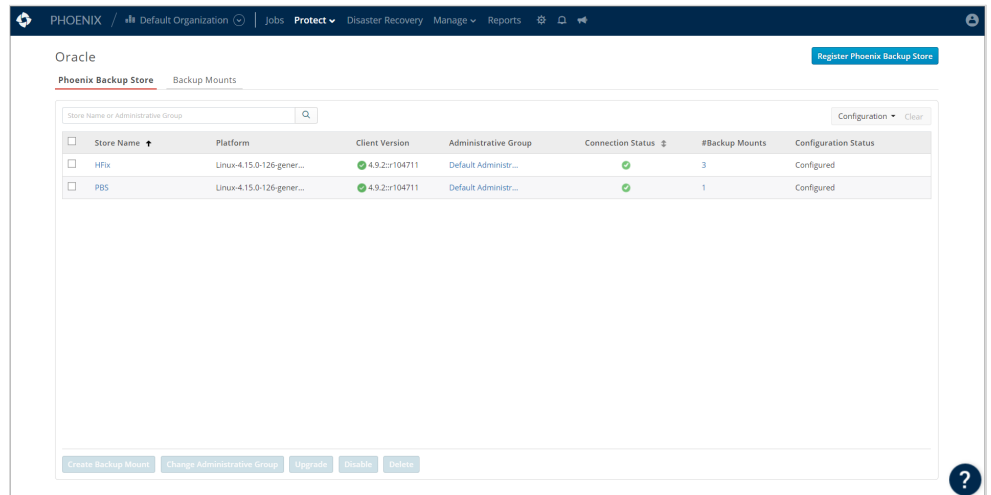 PHOENIX / Default Organization Jobs Protect Disaster Recovery Manage Reports
Oracle
Register Phoenix Backup Store
Phoenix Backup Store Backup Mounts
Store Name or Administrative Group
Configuration Clear
Store Name Platform Client Version Administrative Group Connection Status #Backup Mounts Configuration Status
HFix Linux-4.15.0-126-gener... 4.9.2::r104711 Default Administr... 3 Configured
PBS Linux-4.15.0-126-gener... 4.9.2::r104711 Default Administr... 1 Configured
Create Backup Mount Change Administrative Group Upgrade Disable Delete
?